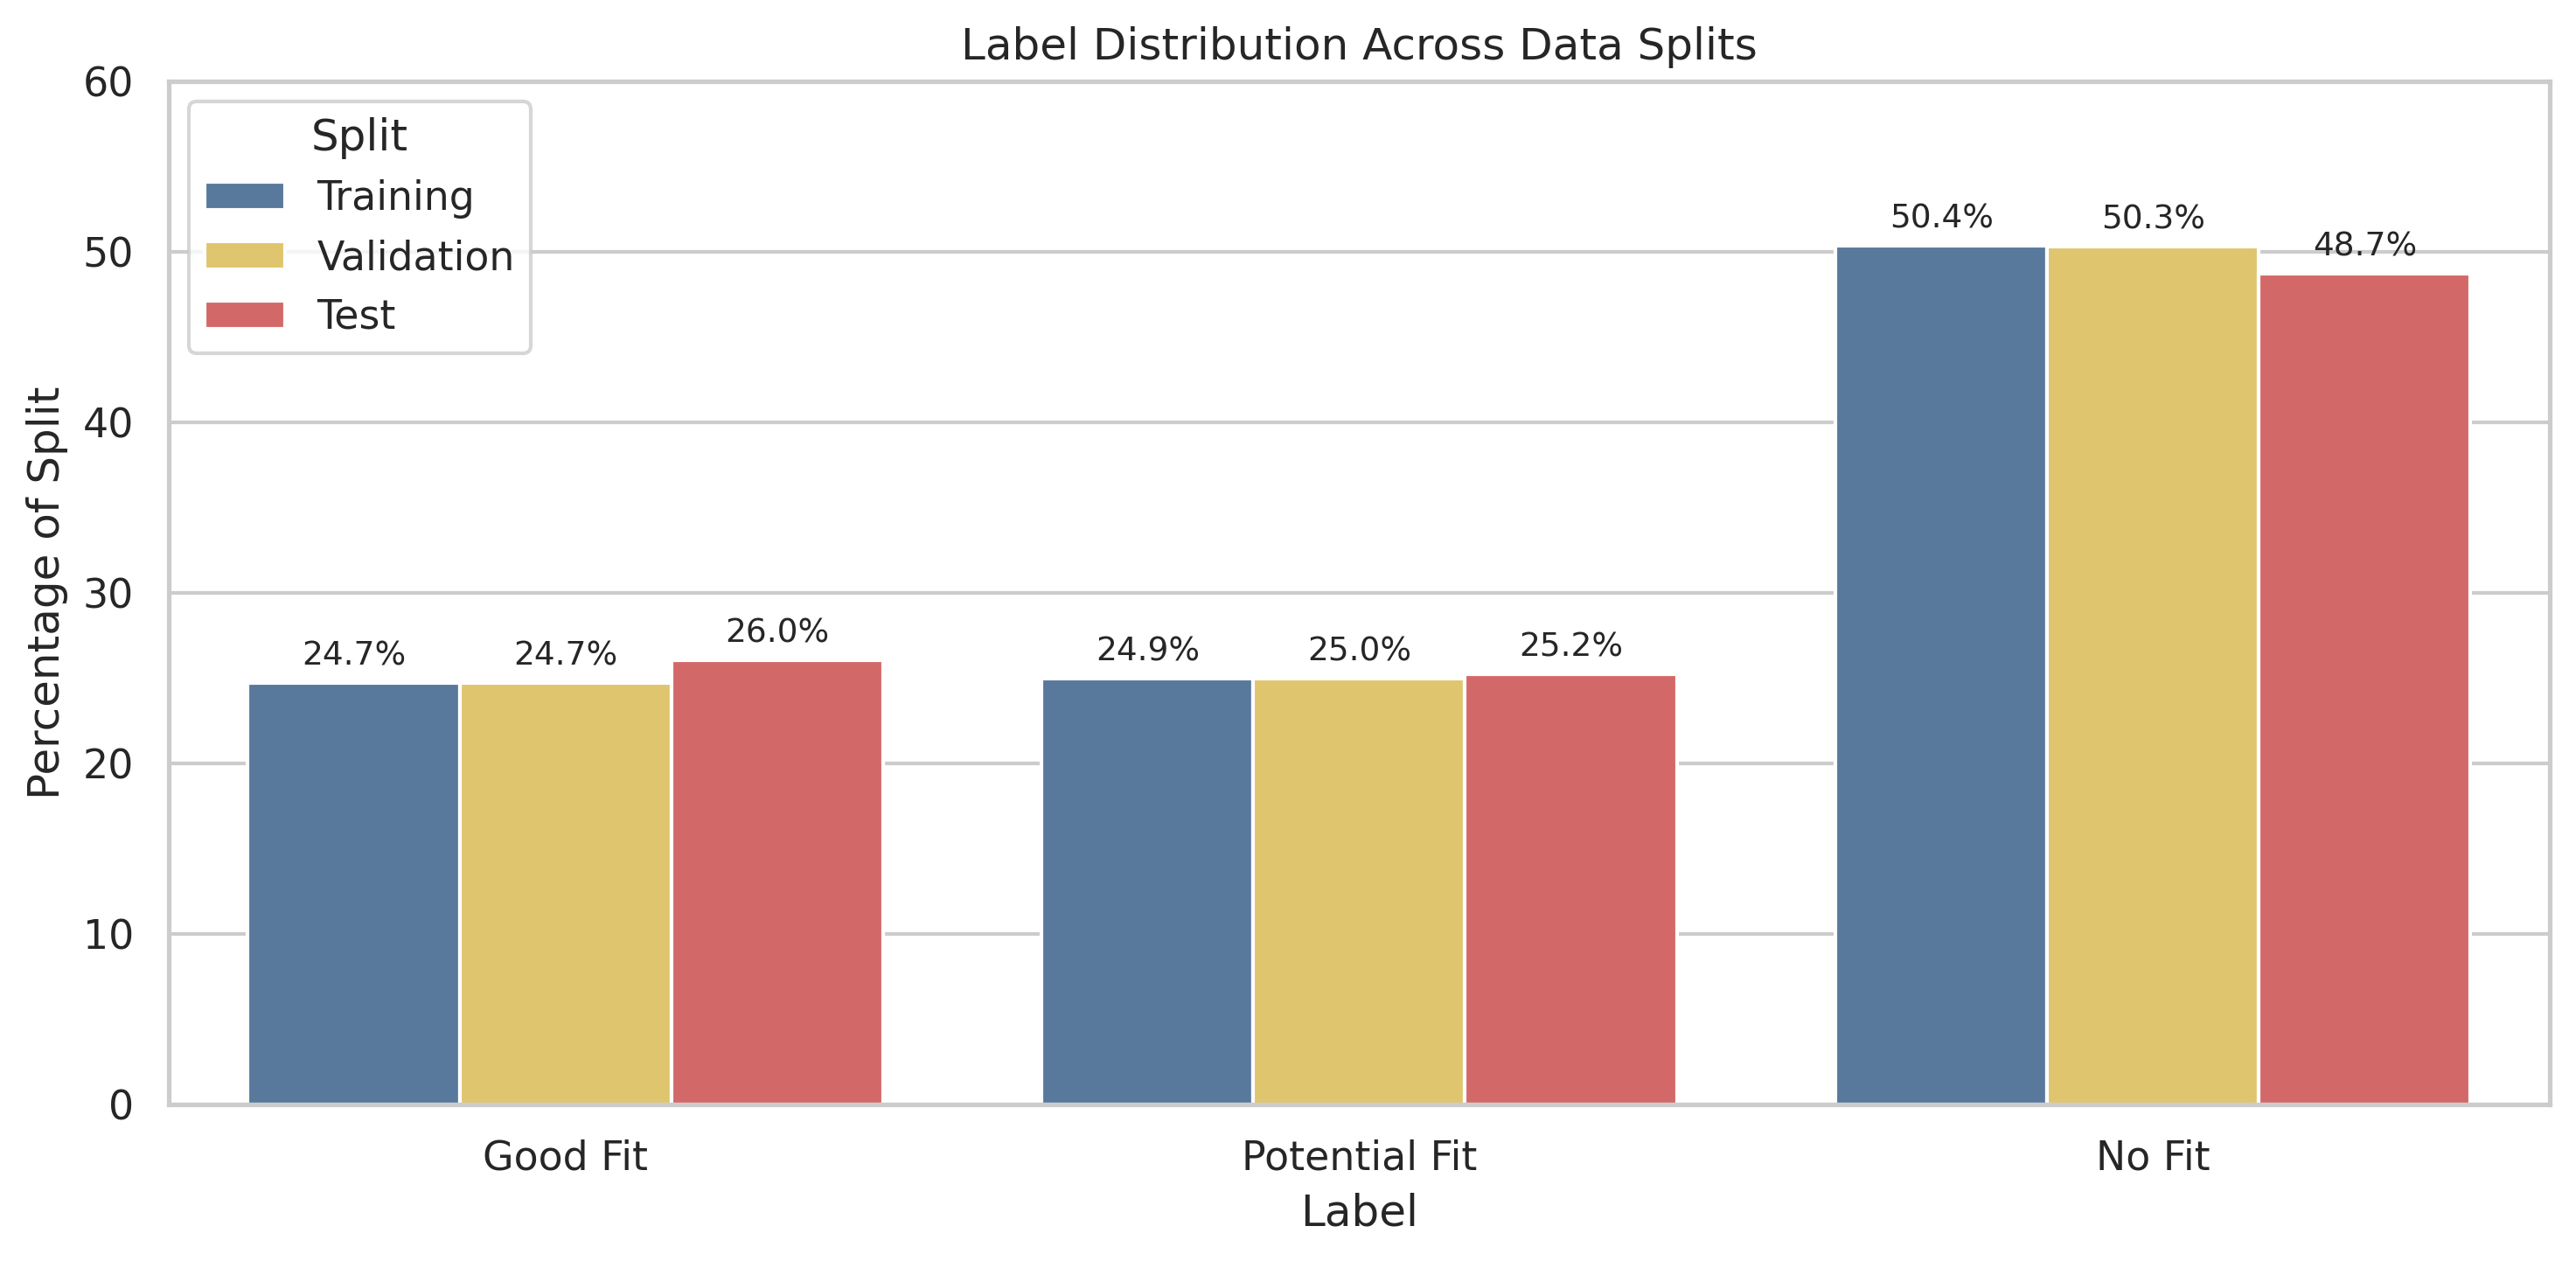 Label Distribution Across Data Splits
60
50
40
30
20
10
0
Percentage of Split
Split
Training
Validation
Test
24.7%
24.7%
26.0%
24.9%
25.0%
25.2%
50.4%
50.3%
48.7%
Good Fit
Potential Fit
No Fit
Label